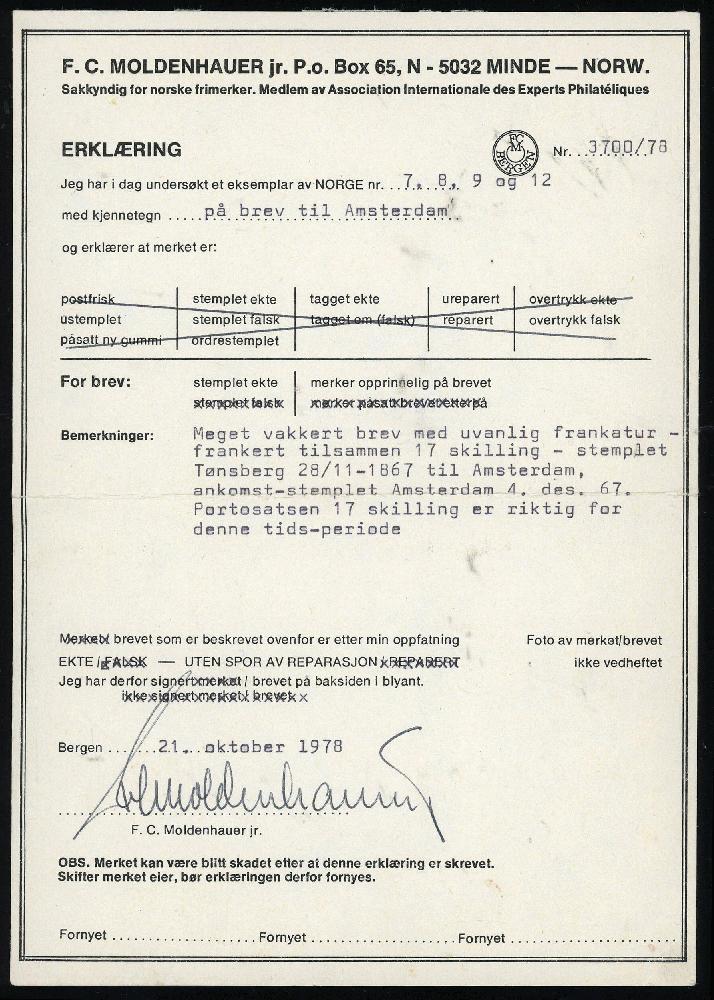 F. C. MOLDENHAUER jr. P.o. Box 65, N - 5032 MINDE — NORW.
Sakkyndig for norske frimerker. Medlem av Association Internationale des Experts Philatéliques
ERKLÆRING
FCM BERGEN
Nr. 3700/78
Jeg har i dag undersøkt et eksemplar av NORGE nr. 7, 8, 9 og 12
med kjennetegn ..... på brev til Amsterdam
og erklærer at merket er:
postfrisk stemplet ekte tagget ekte ureparert overtrykk ekte
ustemplet stemplet falsk tagget om (falsk) reparert overtrykk falsk
påsatt ny gummi ordrestemplet
For brev: stemplet ekte merker opprinnelig på brevet
stemplet falsk merker påsatt brevet etterpå
Bemerkninger: Meget vakkert brev med uvanlig frankatur -
frankert tilsammen 17 skilling - stemplet
Tønsberg 28/11-1867 til Amsterdam,
ankomst-stemplet Amsterdam 4. des. 67.
Portosatsen 17 skilling er riktig for
denne tids-periode
Merket / brevet som er beskrevet ovenfor er etter min oppfatning
EKTE / FALSK — UTEN SPOR AV REPARASJON / REPARERT
Jeg har derfor signert merket / brevet på baksiden i blyant.
ikke signert merket / brevet.
Foto av merket/brevet
ikke vedheftet
Bergen ...... 21. oktober 1978
FCMoldenhauer
F. C. Moldenhauer jr.
OBS. Merket kan være blitt skadet etter at denne erklæring er skrevet.
Skifter merket eier, bør erklæringen derfor fornyes.
Fornyet .................. Fornyet .................. Fornyet ..................